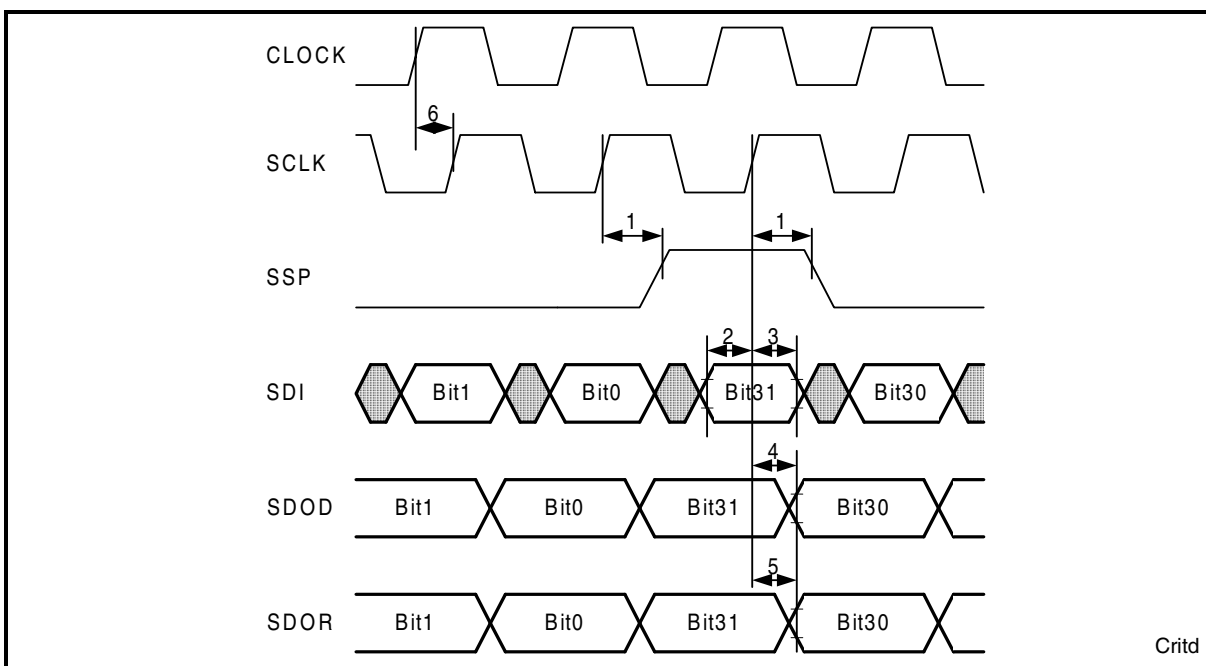 CLOCK
6
SCLK
1 1
SSP
2 3
SDI Bit1 Bit0 Bit31 Bit30
4
SDOD Bit1 Bit0 Bit31 Bit30
5
SDOR Bit1 Bit0 Bit31 Bit30
Critd